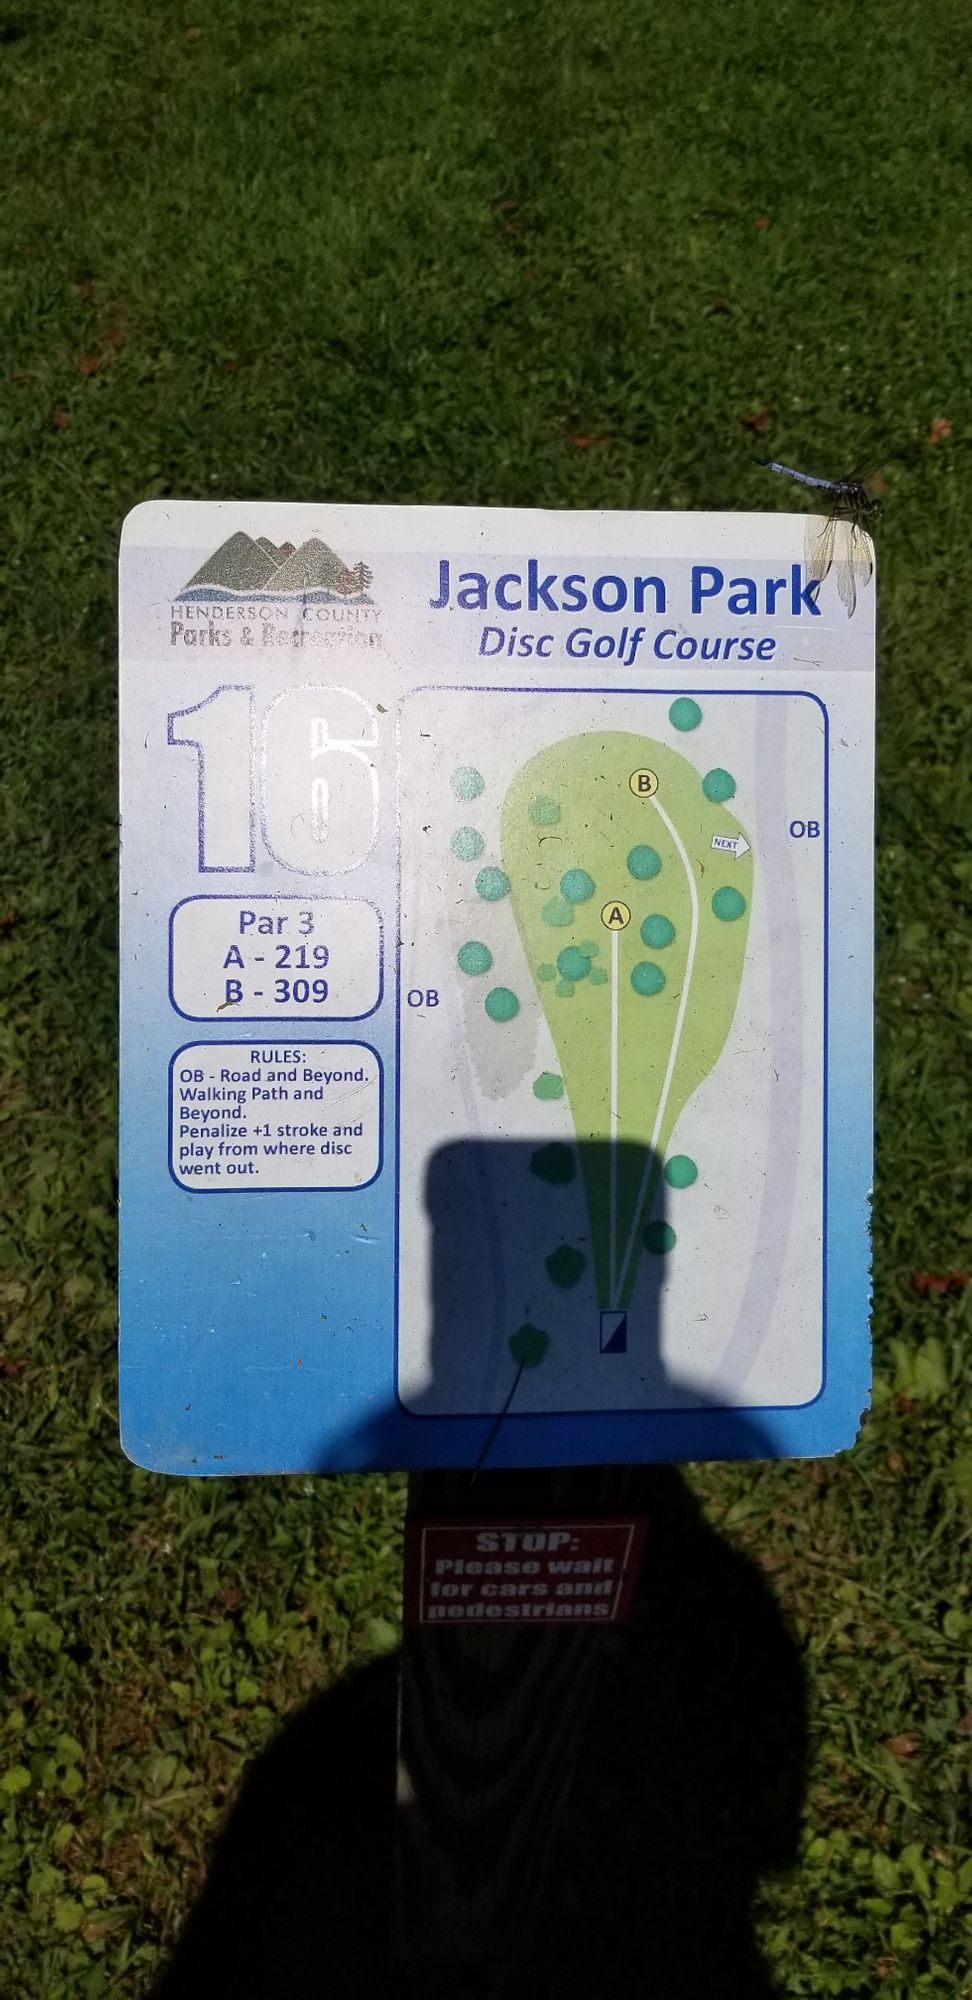 HENDERSON COUNTY
Parks & Recreation
Jackson Park
Disc Golf Course
16
Par 3
A - 219
B - 309
RULES:
OB - Road and Beyond.
Walking Path and
Beyond.
Penalize +1 stroke and
play from where disc
went out.
B
OB
NEXT
A
OB
STOP:
Please wait
for cars and
pedestrians